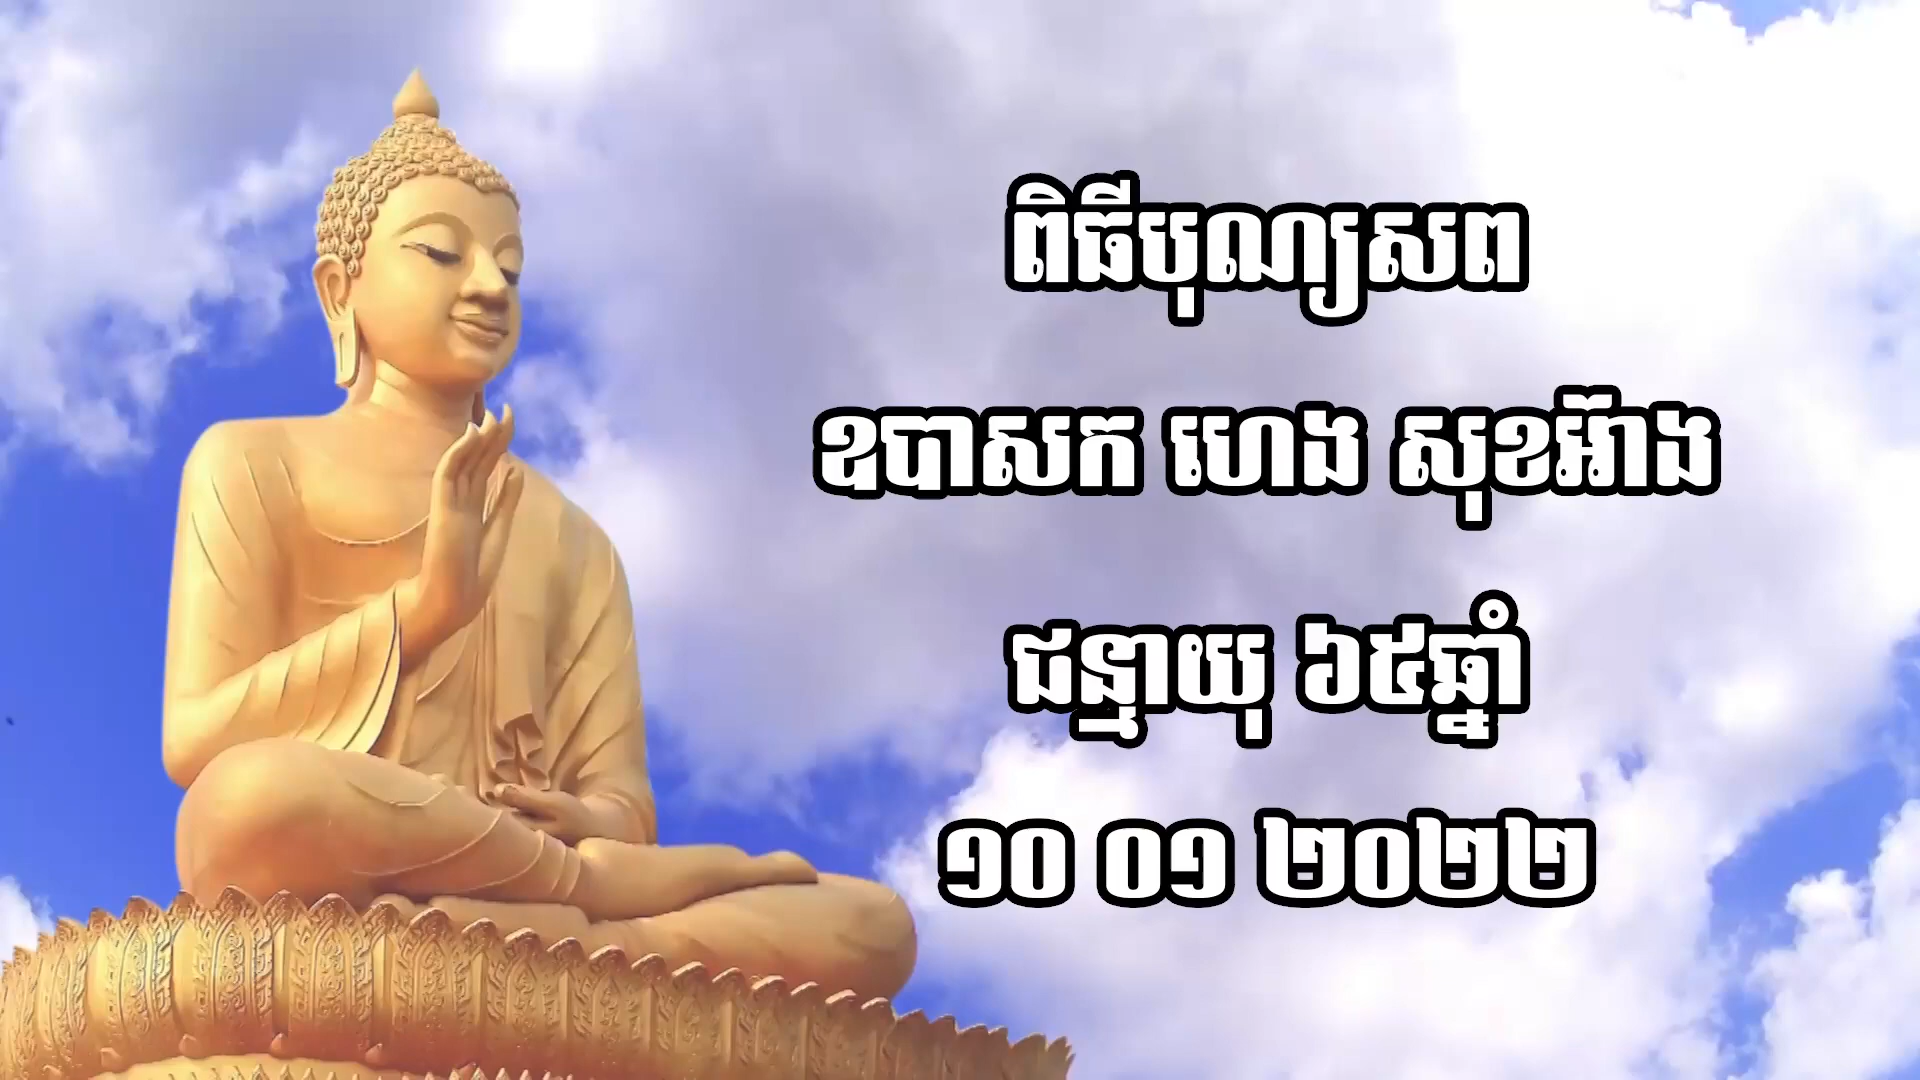 ពិធីបុណ្យសព
ឧបាសក ហេង សុខអ៊ាង
ជន្មាយុ ៦៥ឆ្នាំ
១០ ០១ ២០២២